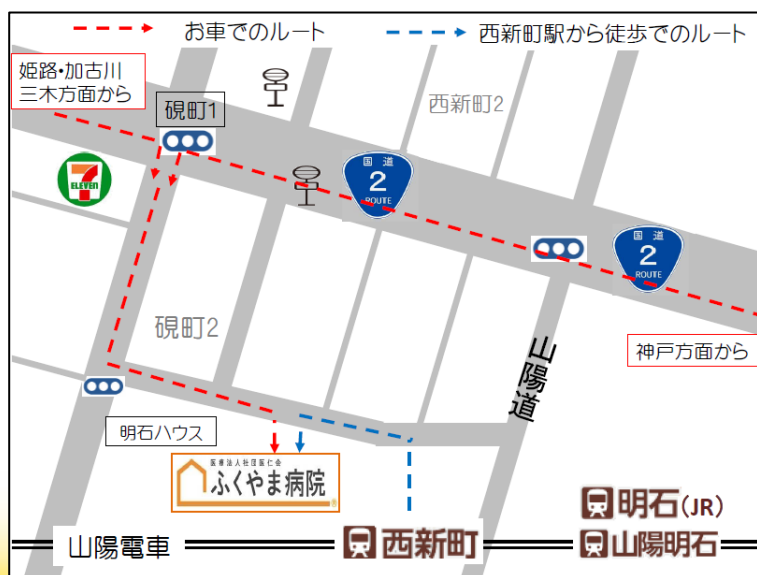 お車でのルート
西新町駅から徒歩でのルート
姫路・加古川
三木方面から
硯町1
西新町2
7
ELEVEN
国道
2
ROUTE
国道
2
ROUTE
硯町2
山陽道
神戸方面から
明石ハウス
医療法人社団医仁会
ふくやま病院
明石(JR)
山陽電車
西新町
山陽明石